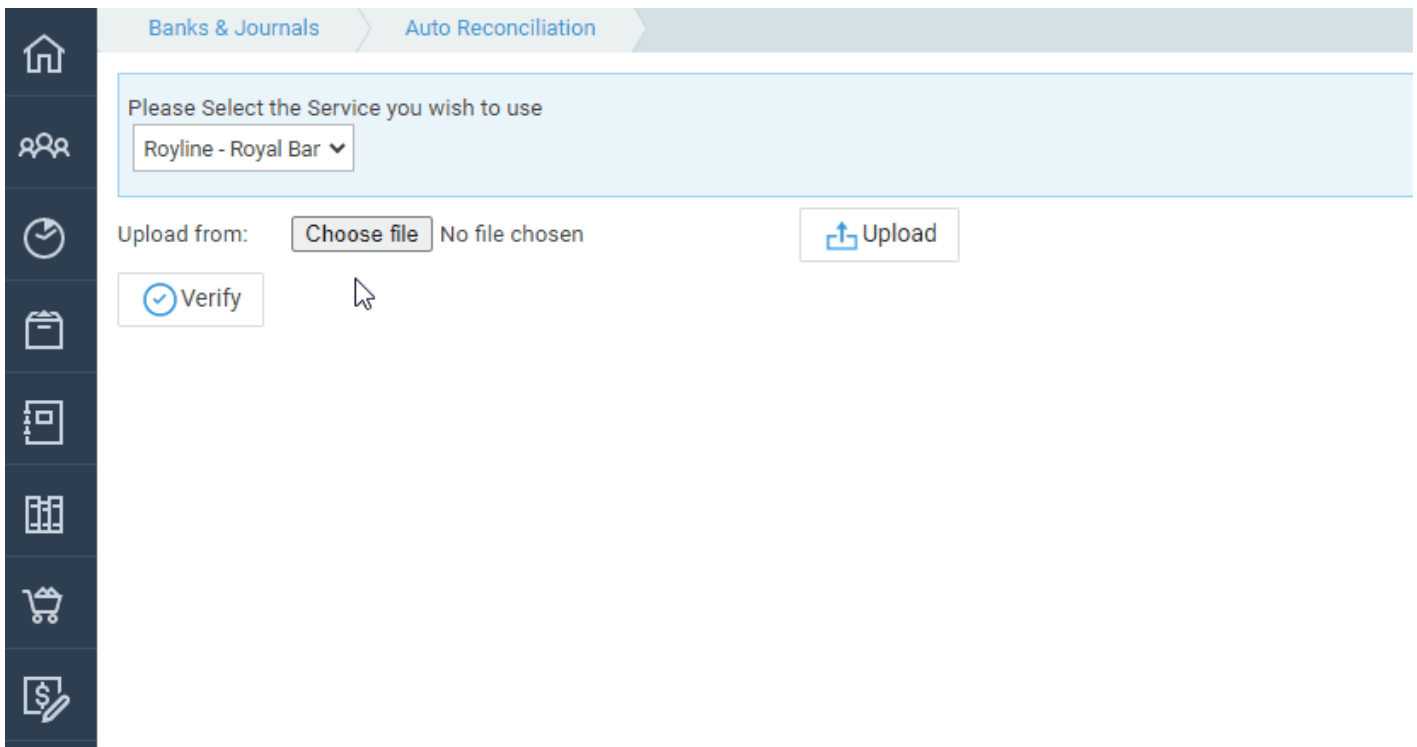 Banks & Journals Auto Reconciliation
Please Select the Service you wish to use
Royline - Royal Bar
Upload from: Choose file No file chosen Upload
Verify